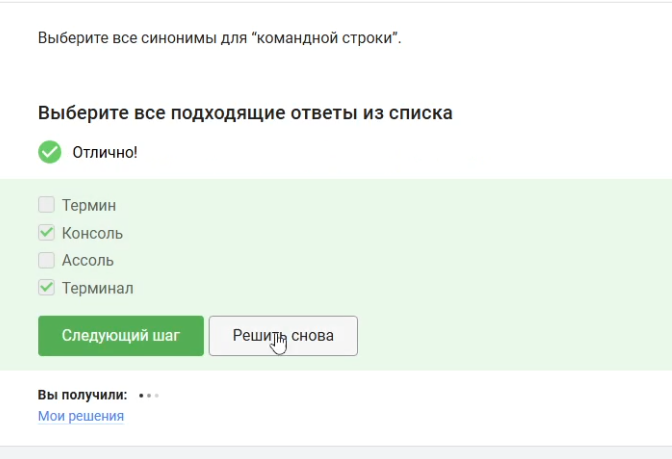 Выберите все синонимы для “командной строки”.
Выберите все подходящие ответы из списка
Отлично!
Термин
Консоль
Ассоль
Терминал
Следующий шаг
Решить снова
Вы получили:
Мои решения